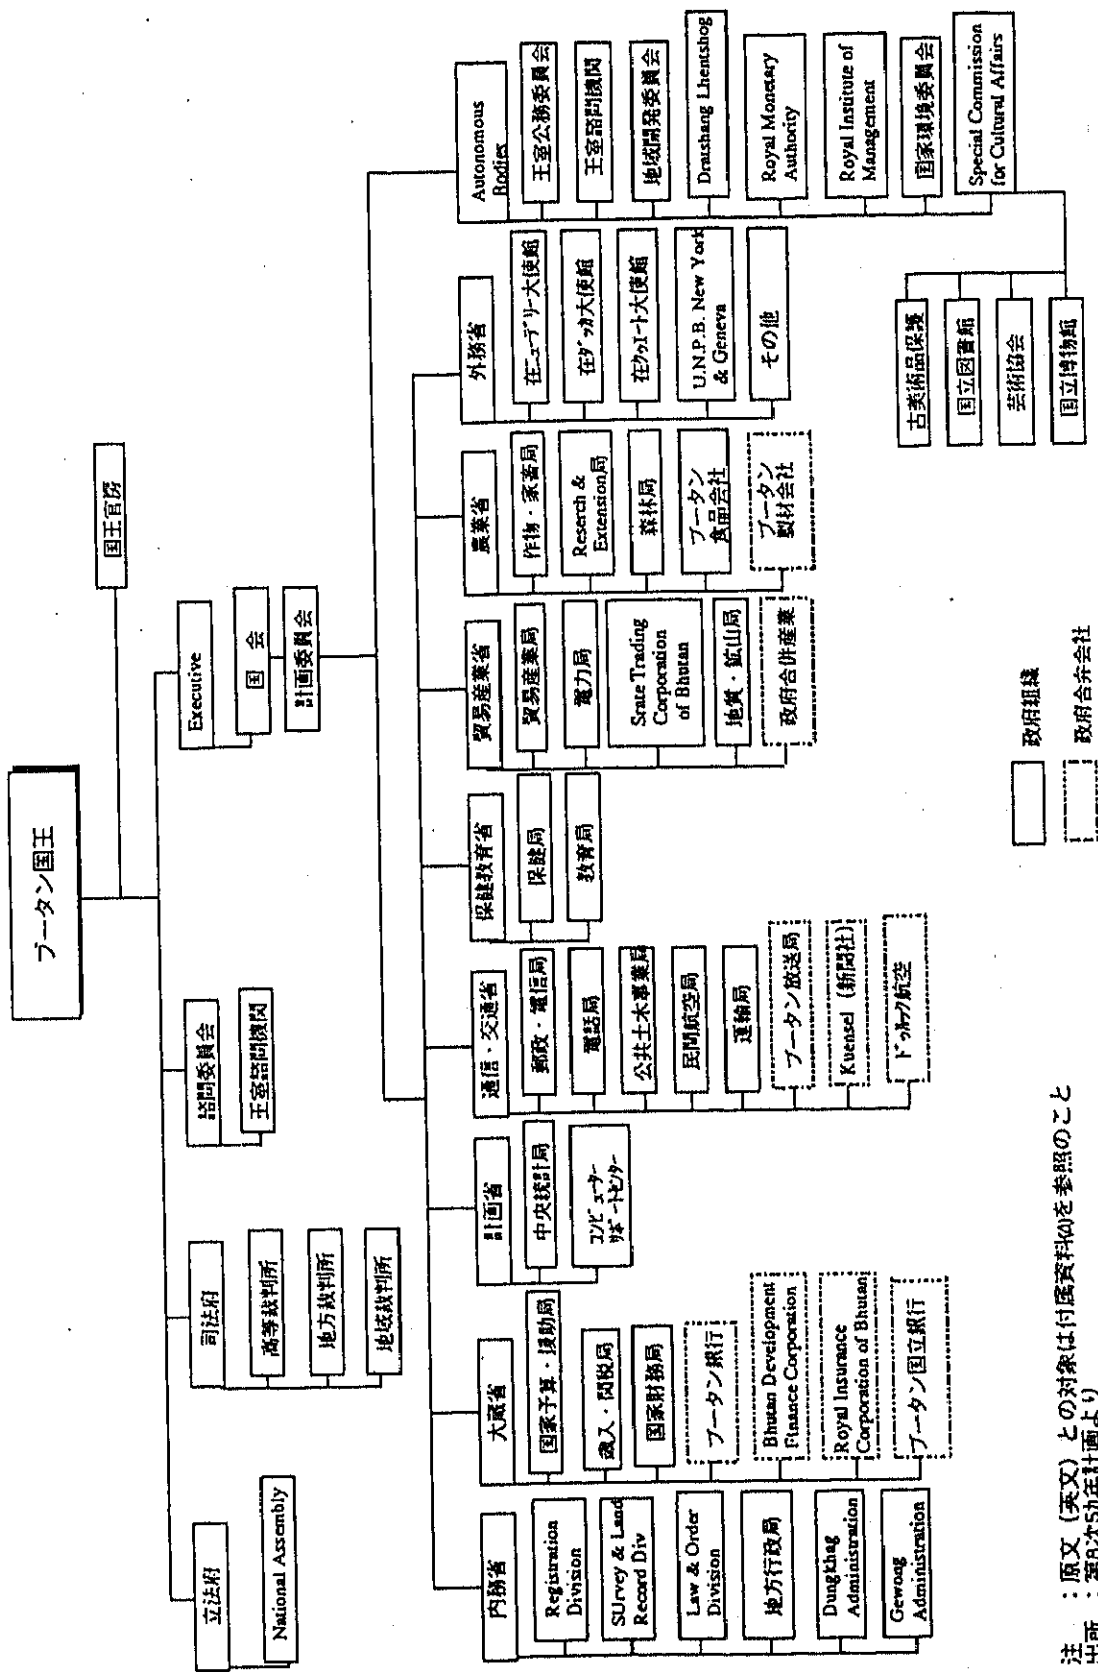 ブータン国王
国王官房
立法府
National Assembly
司法府
高等裁判所
地方裁判所
地域裁判所
諮問委員会
王室諮問機関
Executive
国 会
計画委員会
内務省
Registration
Division
SUrvey & Land
Record Div
Law & Order
Division
地方行政局
Dungkhag
Administration
Gewong
Administration
大蔵省
国家予算・援助局
歳入・関税局
国家財務局
ブータン銀行
Bhutan Development
Finance Corporation
Royal Insurance
Corporation of Bhutan
ブータン国立銀行
計画省
中央統計局
コンピューター
サポートセンター
通信・交通省
郵政・電信局
電話局
公共土木事業局
民間航空局
運輸局
ブータン放送局
Kuensel (新聞社)
ドゥルック航空
保健教育省
保健局
教育局
貿易産業省
貿易産業局
電力局
Srate Trading
Corporation
of Bhutan
地質・鉱山局
政府合併産業
農業省
作物・家畜局
Reserch &
Extension局
森林局
ブータン
食品会社
ブータン
製材会社
外務省
在ニューデリー大使館
在ダッカ大使館
在クウェート大使館
U.N.P.B. New York
& Geneva
その他
Autonomous
Bodies
王室公務委員会
王室諮問機関
地域開発委員会
Dratshang Lhentshog
Royal Monetary
Authority
Royal Institute of
Management
国家環境委員会
Special Commission
for Cultural Affairs
古美術品保護
国立図書館
芸術協会
国立博物館
政府組織
政府合弁会社
注 :原文(英文)との対象は付属資料(4)を参照のこと
出所 :第8次5カ年計画より